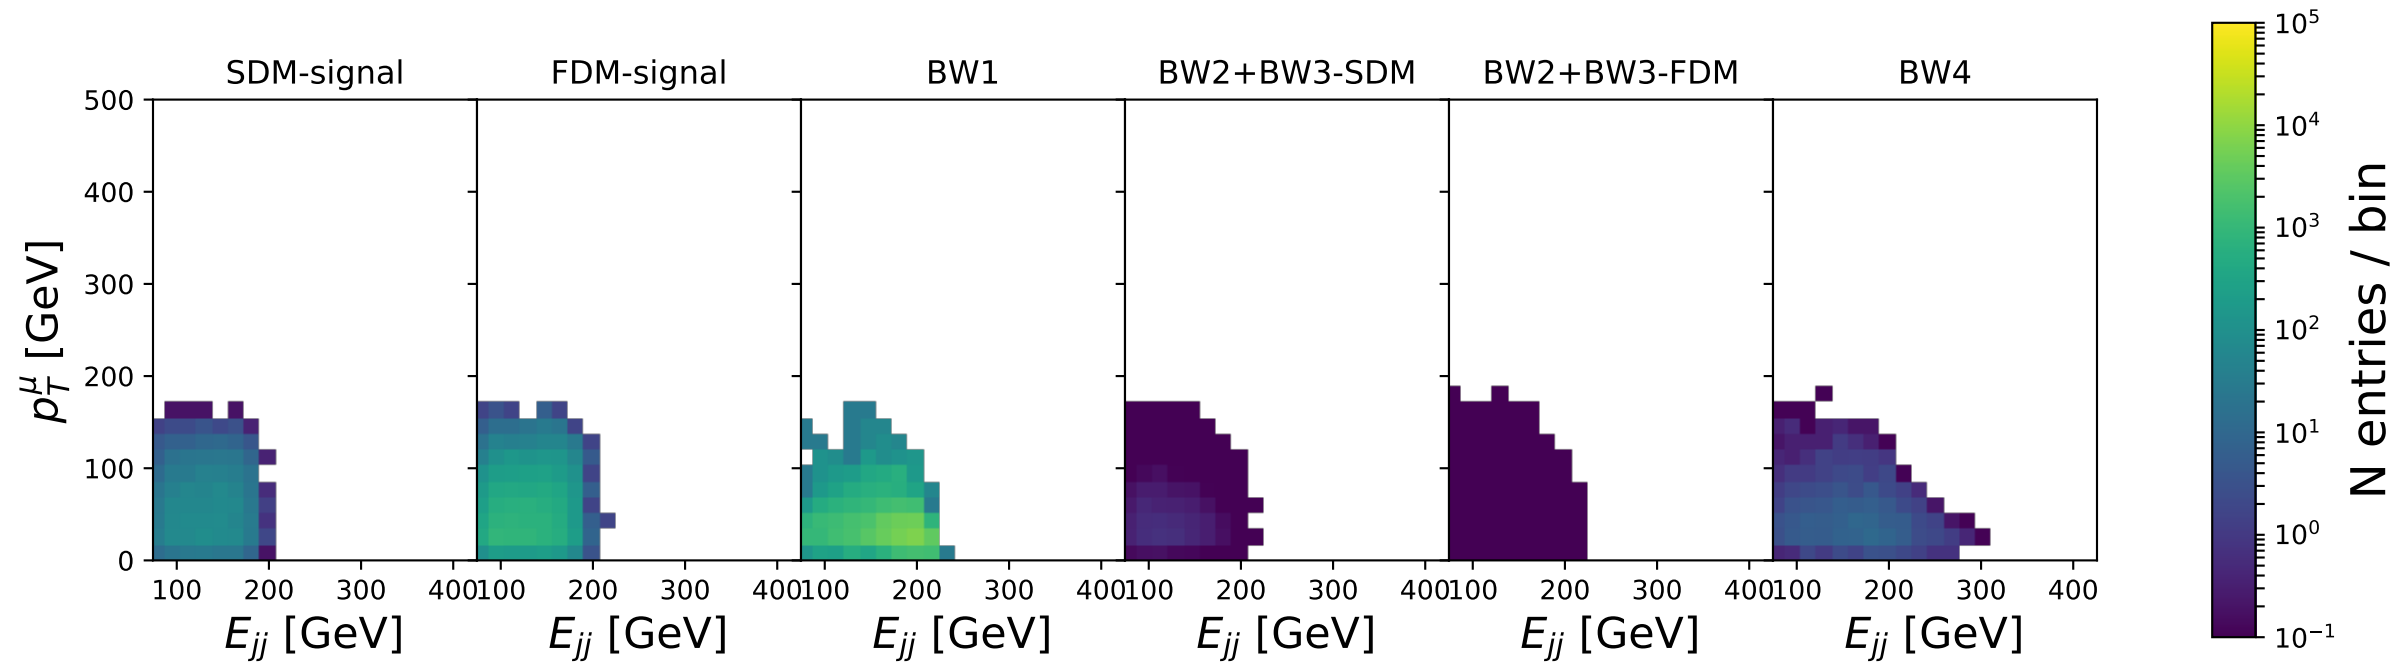 SDM-signal FDM-signal BW1 BW2+BW3-SDM BW2+BW3-FDM BW4
500
400
300
200
100
0
p_T^μ [GeV]
100 200 300 400 100 200 300 400 100 200 300 400 100 200 300 400 100 200 300 400 100 200 300 400
E_jj [GeV] E_jj [GeV] E_jj [GeV] E_jj [GeV] E_jj [GeV] E_jj [GeV]
10^5
10^4
10^3
10^2
10^1
10^0
10^−1
N entries / bin